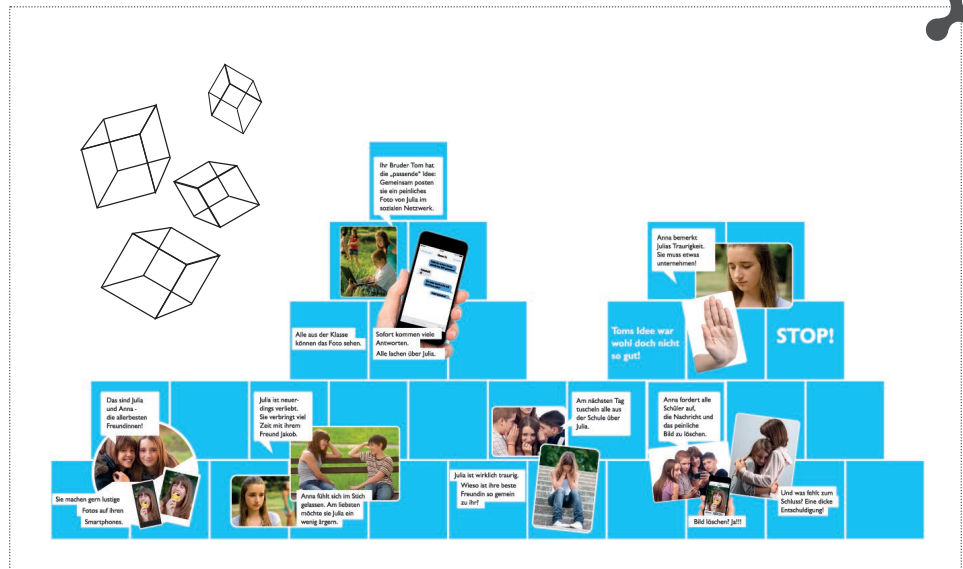 Das sind Julia
und Anna -
die allerbesten
Freundinnen!
Sie machen gern lustige
Fotos auf ihren
Smartphones.
Julia ist neuer-
dings verliebt.
Sie verbringt viel
Zeit mit ihrem
Freund Jakob.
Anna fühlt sich im Stich
gelassen. Am liebsten
möchte sie Julia ein
wenig ärgern.
Ihr Bruder Tom hat
die „passende“ Idee:
Gemeinsam posten
sie ein peinliches
Foto von Julia im
sozialen Netzwerk.
Alle aus der Klasse
können das Foto sehen.
Sofort kommen viele
Antworten.
Alle lachen über Julia.
Am nächsten Tag
tuscheln alle aus
der Schule über
Julia.
Julia ist wirklich traurig.
Wieso ist ihre beste
Freundin so gemein
zu ihr?
Anna bemerkt
Julias Traurigkeit.
Sie muss etwas
unternehmen!
Toms Idee war
wohl doch nicht
so gut!
STOP!
Anna fordert alle
Schüler auf,
die Nachricht und
das peinliche
Bild zu löschen.
Bild löschen? Ja!!!
Und was fehlt zum
Schluss? Eine dicke
Entschuldigung!